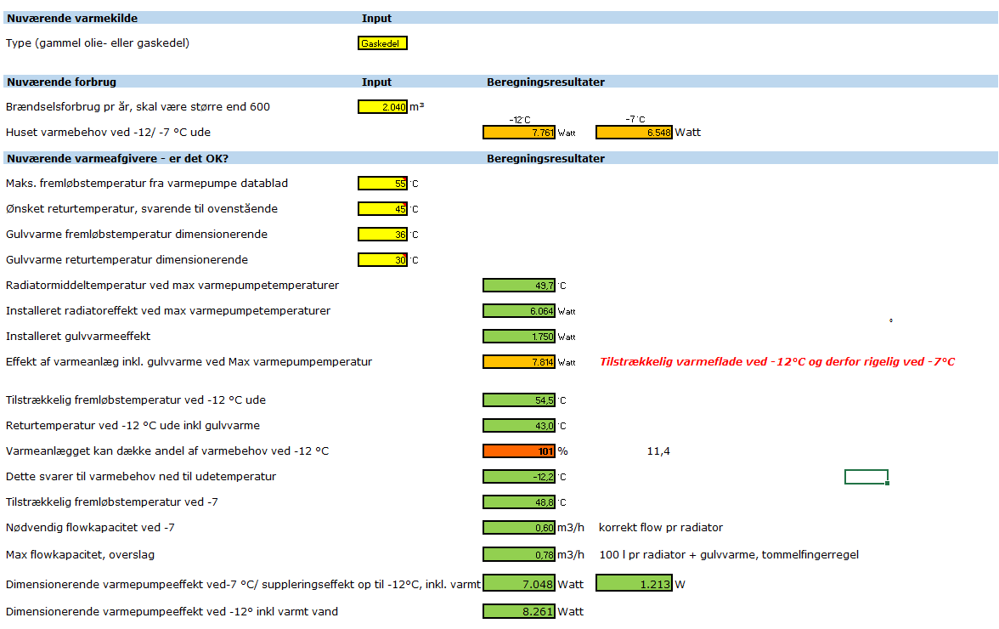 Nuværende varmekilde Input
Type (gammel olie- eller gaskedel) Gaskedel
Nuværende forbrug Input Beregningsresultater
Brændselsforbrug pr år, skal være større end 600 2.040 m³
-12°C -7°C
Huset varmebehov ved -12/ -7 °C ude 7.761 Watt 6.548 Watt
Nuværende varmeafgivere - er det OK? Beregningsresultater
Maks. fremløbstemperatur fra varmepumpe datablad 55 °C
Ønsket returtemperatur, svarende til ovenstående 45 °C
Gulvvarme fremløbstemperatur dimensionerende 36 °C
Gulvvarme returtemperatur dimensionerende 30 °C
Radiatormiddeltemperatur ved max varmepumpetemperaturer 49,7 °C
Installeret radiatoreffekt ved max varmepumpetemperaturer 6.064 Watt
Installeret gulvvarmeeffekt 1.750 Watt
Effekt af varmeanlæg inkl. gulvvarme ved Max varmepumpemperatur 7.814 Watt Tilstrækkelig varmeflade ved -12°C og derfor rigelig ved -7°C
Tilstrækkelig fremløbstemperatur ved -12 °C ude 54,5 °C
Returtemperatur ved -12 °C ude inkl gulvvarme 43,0 °C
Varmeanlægget kan dække andel af varmebehov ved -12 °C 101 % 11,4
Dette svarer til varmebehov ned til udetemperatur -12,2 °C
Tilstrækkelig fremløbstemperatur ved -7 48,8 °C
Nødvendig flowkapacitet ved -7 0,60 m3/h korrekt flow pr radiator
Max flowkapacitet, overslag 0,78 m3/h 100 l pr radiator + gulvvarme, tommelfingerregel
Dimensionerende varmepumpeeffekt ved-7 °C/ suppleringseffekt op til -12°C, inkl. varmt 7.048 Watt 1.213 W
Dimensionerende varmepumpeeffekt ved -12° inkl varmt vand 8.261 Watt